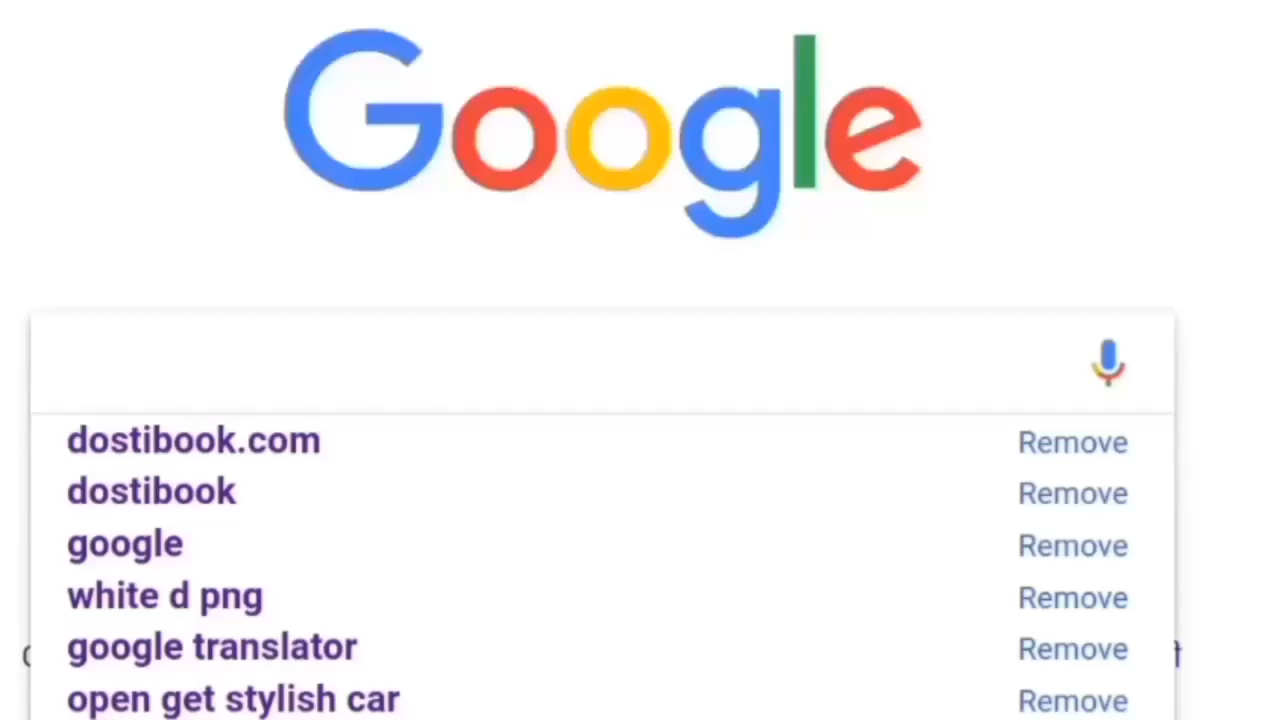 Google
dostibook.com Remove
dostibook Remove
google Remove
white d png Remove
google translator Remove
open get stylish car Remove